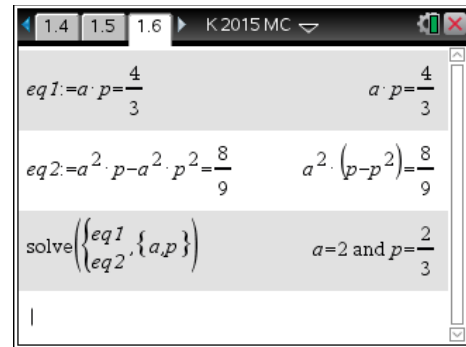 1.4 1.5 1.6 K 2015 MC
eq1:=a·p=4/3 a·p=4/3
eq2:=a²·p−a²·p²=8/9 a²·(p−p²)=8/9
solve({eq1, eq2,{a,p}) a=2 and p=2/3